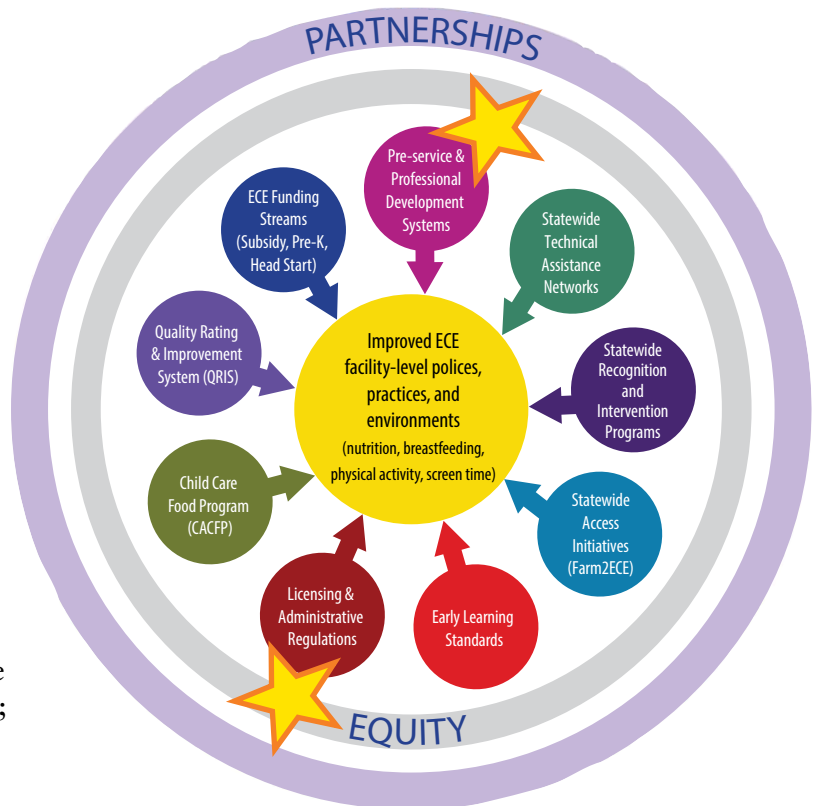 PARTNERSHIPS
Pre-service &
Professional
Development
Systems
ECE Funding
Streams
(Subsidy, Pre-K,
Head Start)
Statewide
Technical
Assistance
Networks
Quality Rating
& Improvement
System (QRIS)
Improved ECE
facility-level polices,
practices, and
environments
(nutrition, breastfeeding,
physical activity, screen time)
Statewide
Recognition
and
Intervention
Programs
Child Care
Food Program
(CACFP)
Statewide
Access
Initiatives
(Farm2ECE)
Licensing &
Administrative
Regulations
Early Learning
Standards
e
;
EQUITY